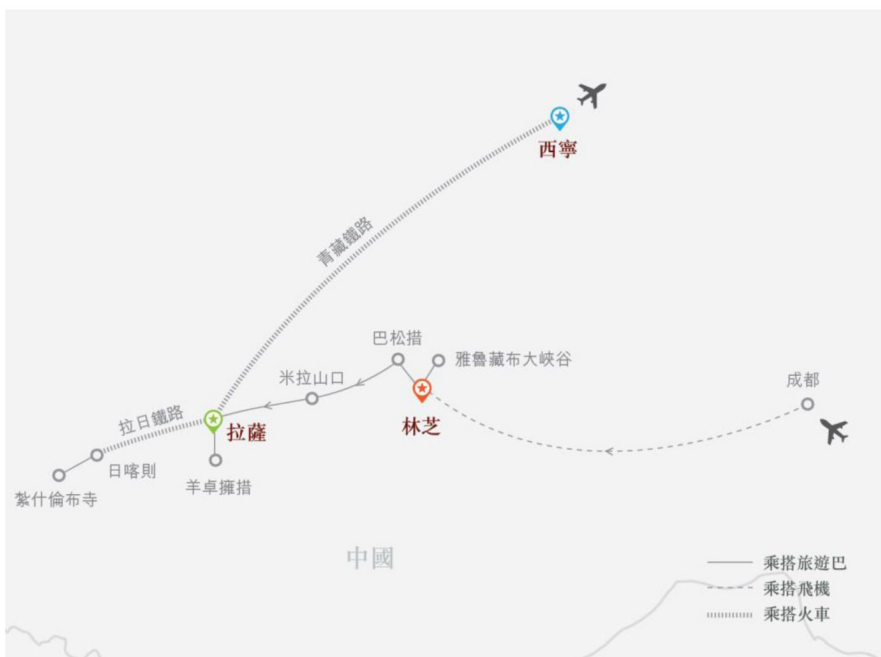 西寧
青藏鐵路
巴松措
雅魯藏布大峽谷
米拉山口
成都
林芝
拉日鐵路
拉薩
日喀則
紮什倫布寺
羊卓擁措
中國
乘搭旅遊巴
乘搭飛機
乘搭火車